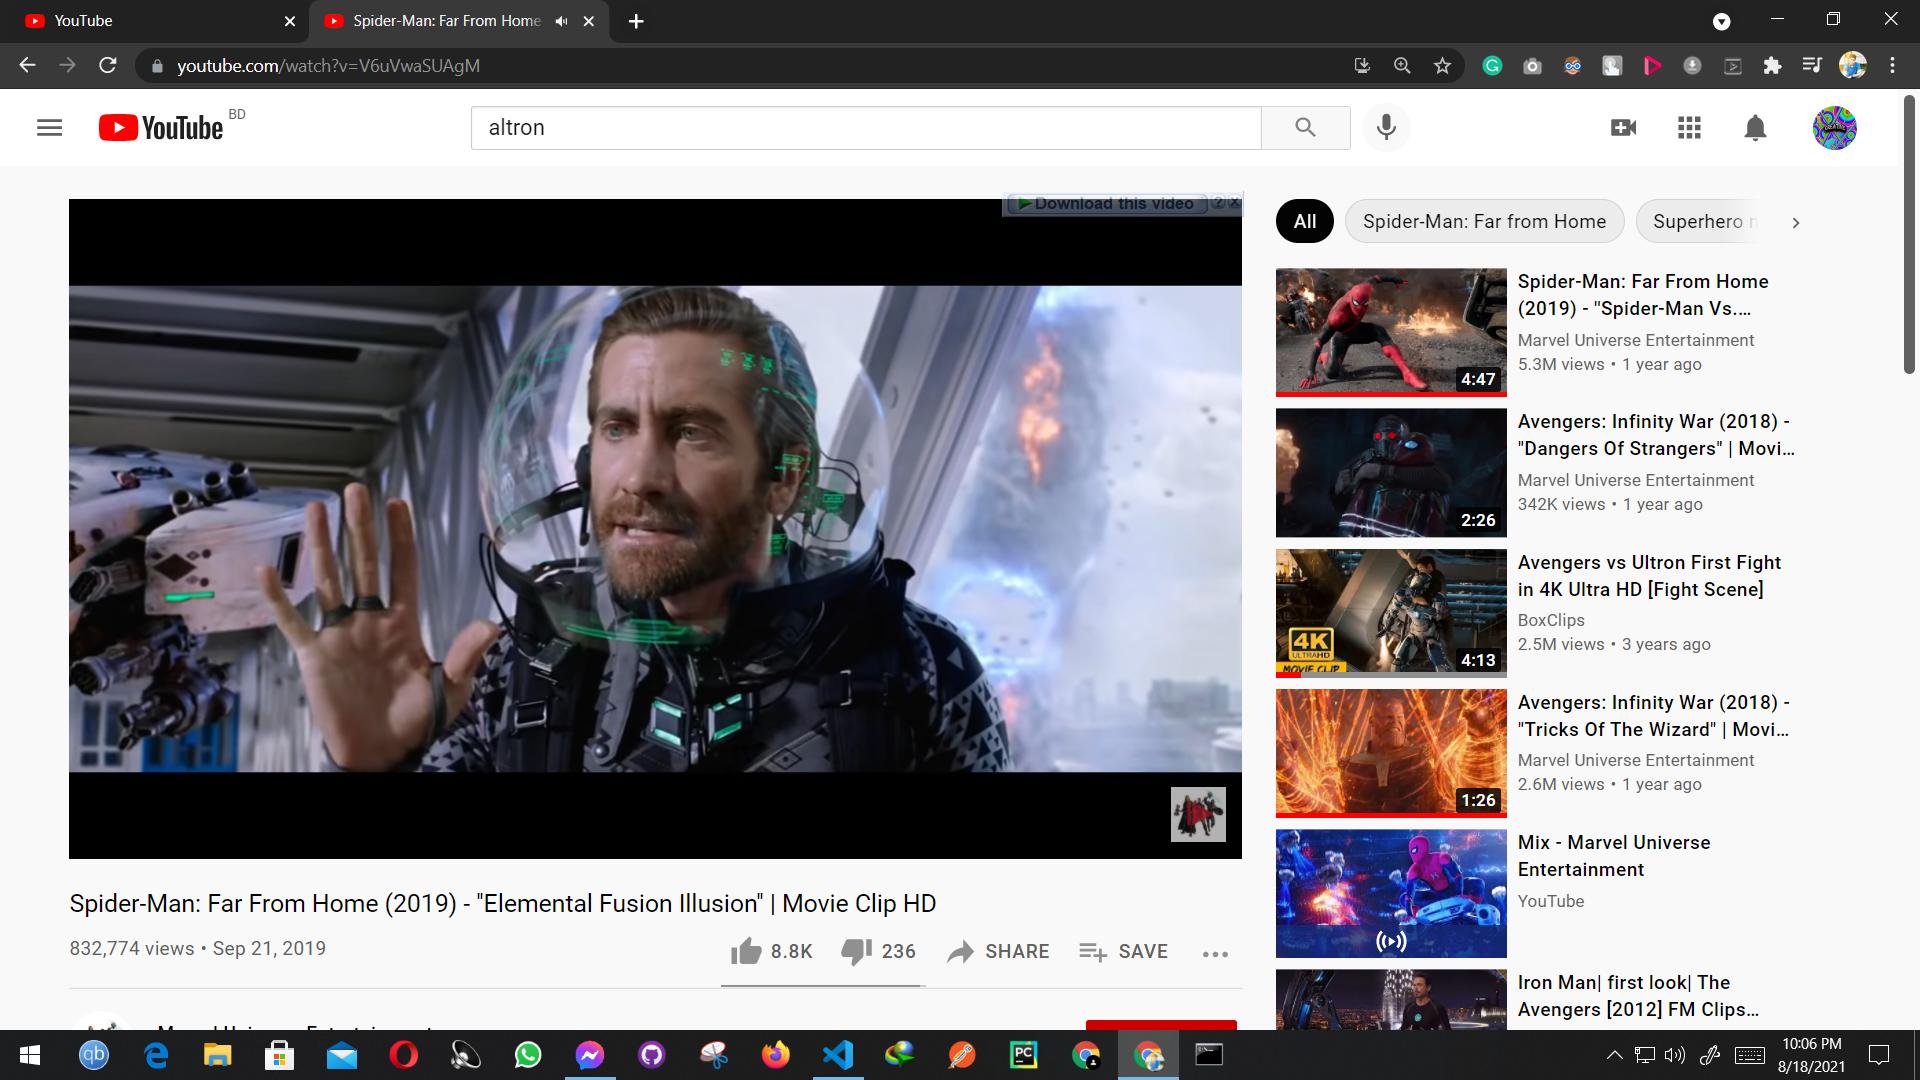 YouTube
Spider-Man: Far From Home
youtube.com/watch?v=V6uVwaSUAgM
YouTube BD
altron
Download this video
All
Spider-Man: Far from Home
Superhero
Spider-Man: Far From Home
(2019) - "Spider-Man Vs....
Marvel Universe Entertainment
5.3M views • 1 year ago
4:47
Avengers: Infinity War (2018) -
"Dangers Of Strangers" | Movi...
Marvel Universe Entertainment
342K views • 1 year ago
2:26
Avengers vs Ultron First Fight
in 4K Ultra HD [Fight Scene]
BoxClips
2.5M views • 3 years ago
4K
ULTRAHD
MOVIE CLIP
4:13
Avengers: Infinity War (2018) -
"Tricks Of The Wizard" | Movi...
Marvel Universe Entertainment
2.6M views • 1 year ago
1:26
Mix - Marvel Universe
Entertainment
YouTube
Iron Man| first look| The
Avengers [2012] FM Clips...
Spider-Man: Far From Home (2019) - "Elemental Fusion Illusion" | Movie Clip HD
832,774 views • Sep 21, 2019
8.8K
236
SHARE
SAVE
Marvel Universe Entertainment
qb
PC
10:06 PM
8/18/2021